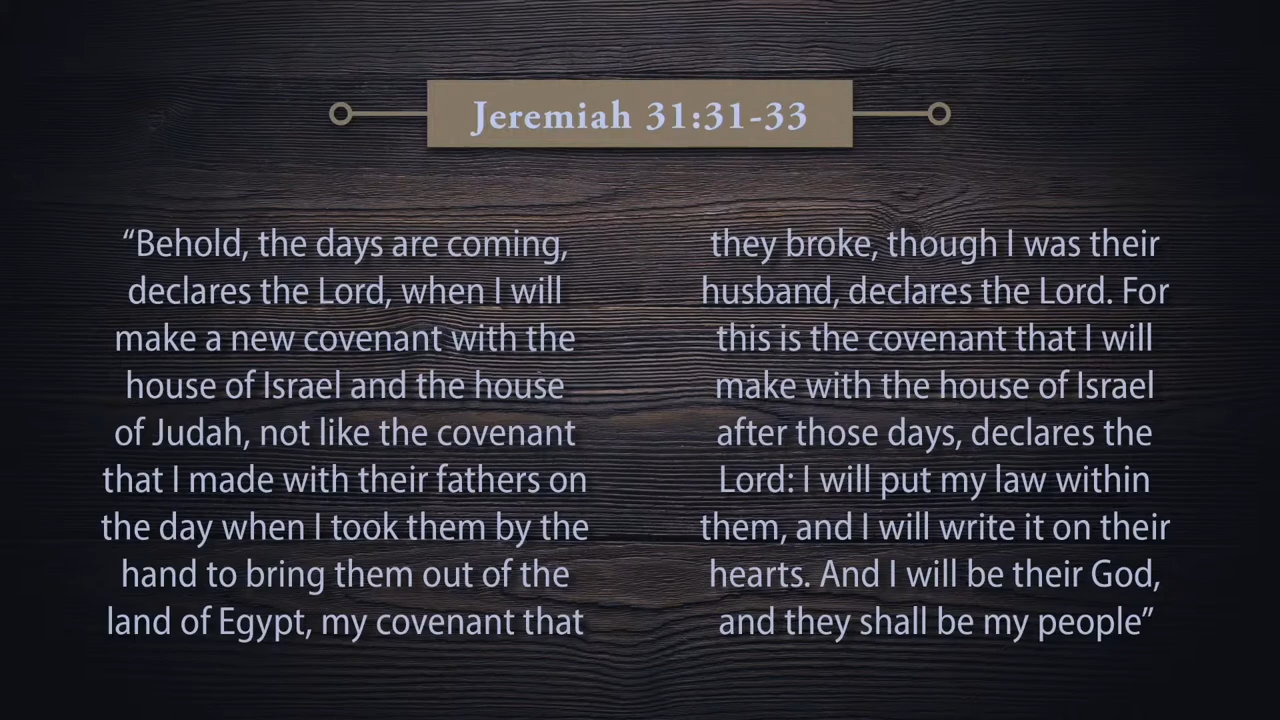 Jeremiah 31:31-33
“Behold, the days are coming,
declares the Lord, when I will
make a new covenant with the
house of Israel and the house
of Judah, not like the covenant
that I made with their fathers on
the day when I took them by the
hand to bring them out of the
land of Egypt, my covenant that
they broke, though I was their
husband, declares the Lord. For
this is the covenant that I will
make with the house of Israel
after those days, declares the
Lord: I will put my law within
them, and I will write it on their
hearts. And I will be their God,
and they shall be my people”